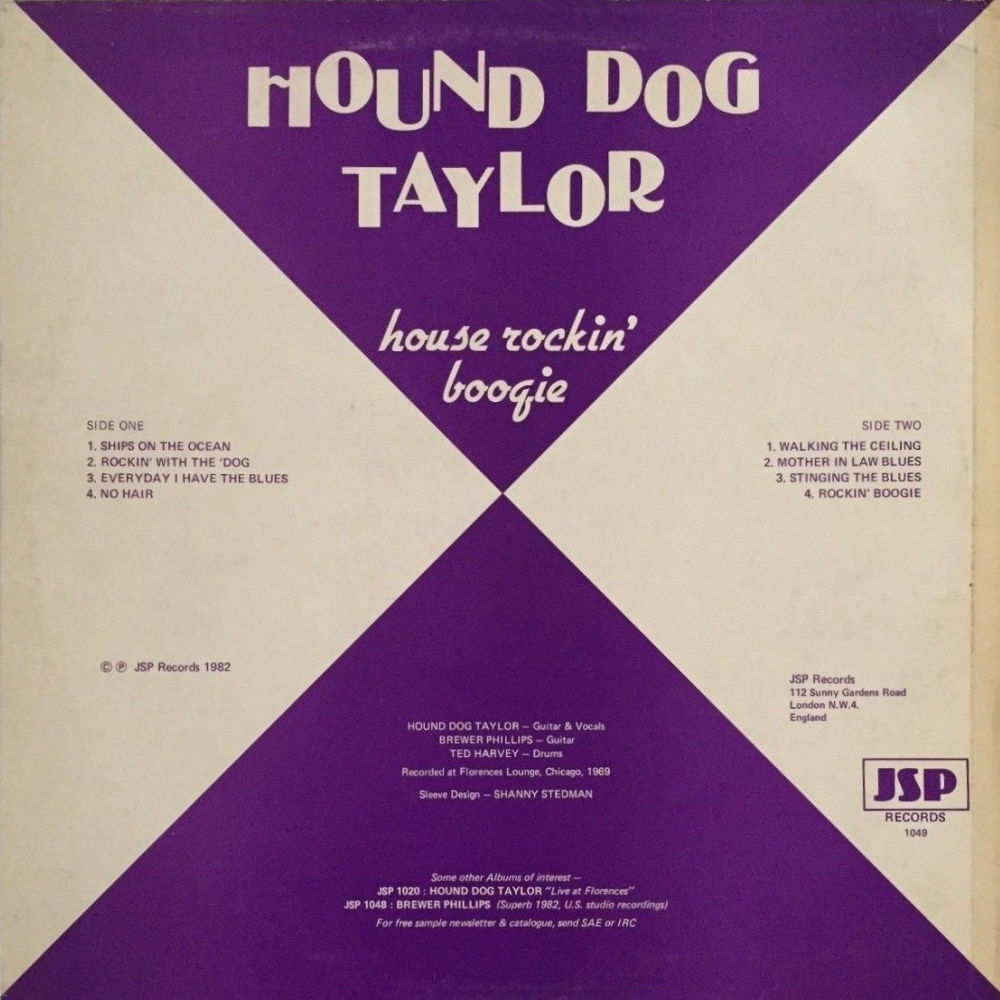 HOUND DOG
TAYLOR
house rockin'
boogie
SIDE ONE
1. SHIPS ON THE OCEAN
2. ROCKIN' WITH THE 'DOG
3. EVERYDAY I HAVE THE BLUES
4. NO HAIR
SIDE TWO
1. WALKING THE CEILING
2. MOTHER IN LAW BLUES
3. STINGING THE BLUES
4. ROCKIN' BOOGIE
© ℗ JSP Records 1982
JSP Records
112 Sunny Gardens Road
London N.W.4.
England
HOUND DOG TAYLOR — Guitar & Vocals
BREWER PHILLIPS — Guitar
TED HARVEY — Drums
Recorded at Florences Lounge, Chicago, 1969
Sleeve Design — SHANNY STEDMAN
JSP
RECORDS
1049
Some other Albums of interest —
JSP 1020 : HOUND DOG TAYLOR "Live at Florences"
JSP 1048 : BREWER PHILLIPS (Superb 1982, U.S. studio recordings)
For free sample newsletter & catalogue, send SAE or IRC